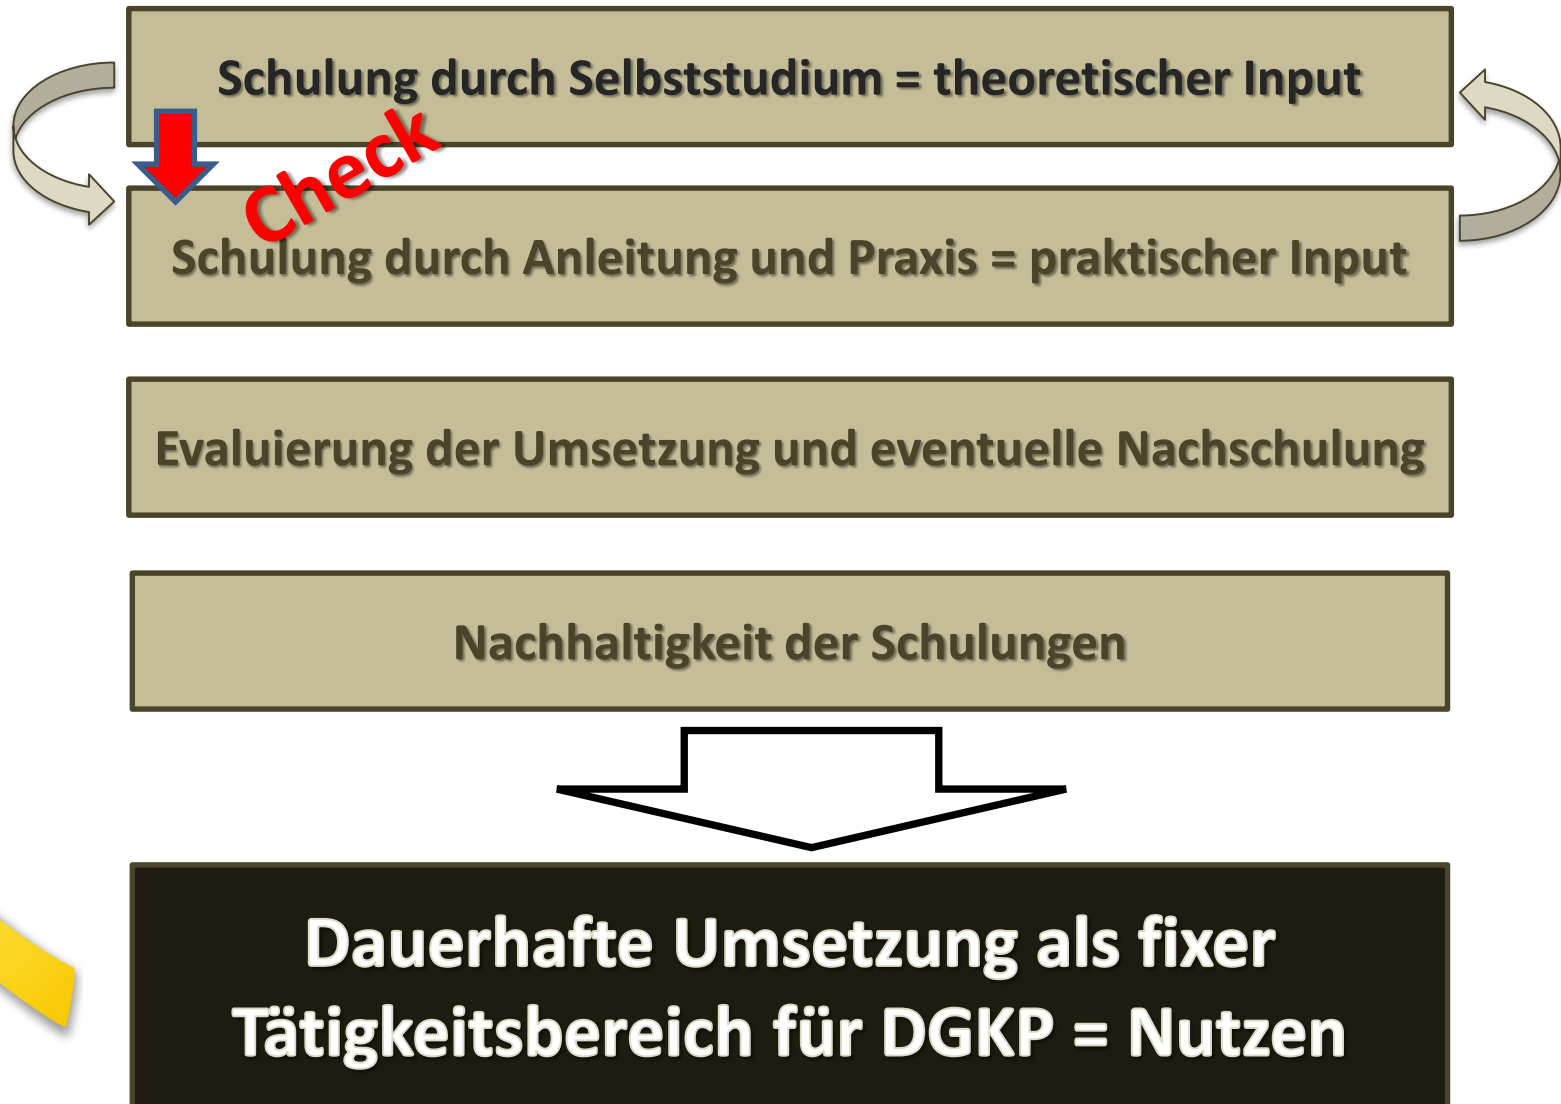 Schulung durch Selbststudium = theoretischer Input
Check
Schulung durch Anleitung und Praxis = praktischer Input
Evaluierung der Umsetzung und eventuelle Nachschulung
Nachhaltigkeit der Schulungen
Dauerhafte Umsetzung als fixer
Tätigkeitsbereich für DGKP = Nutzen